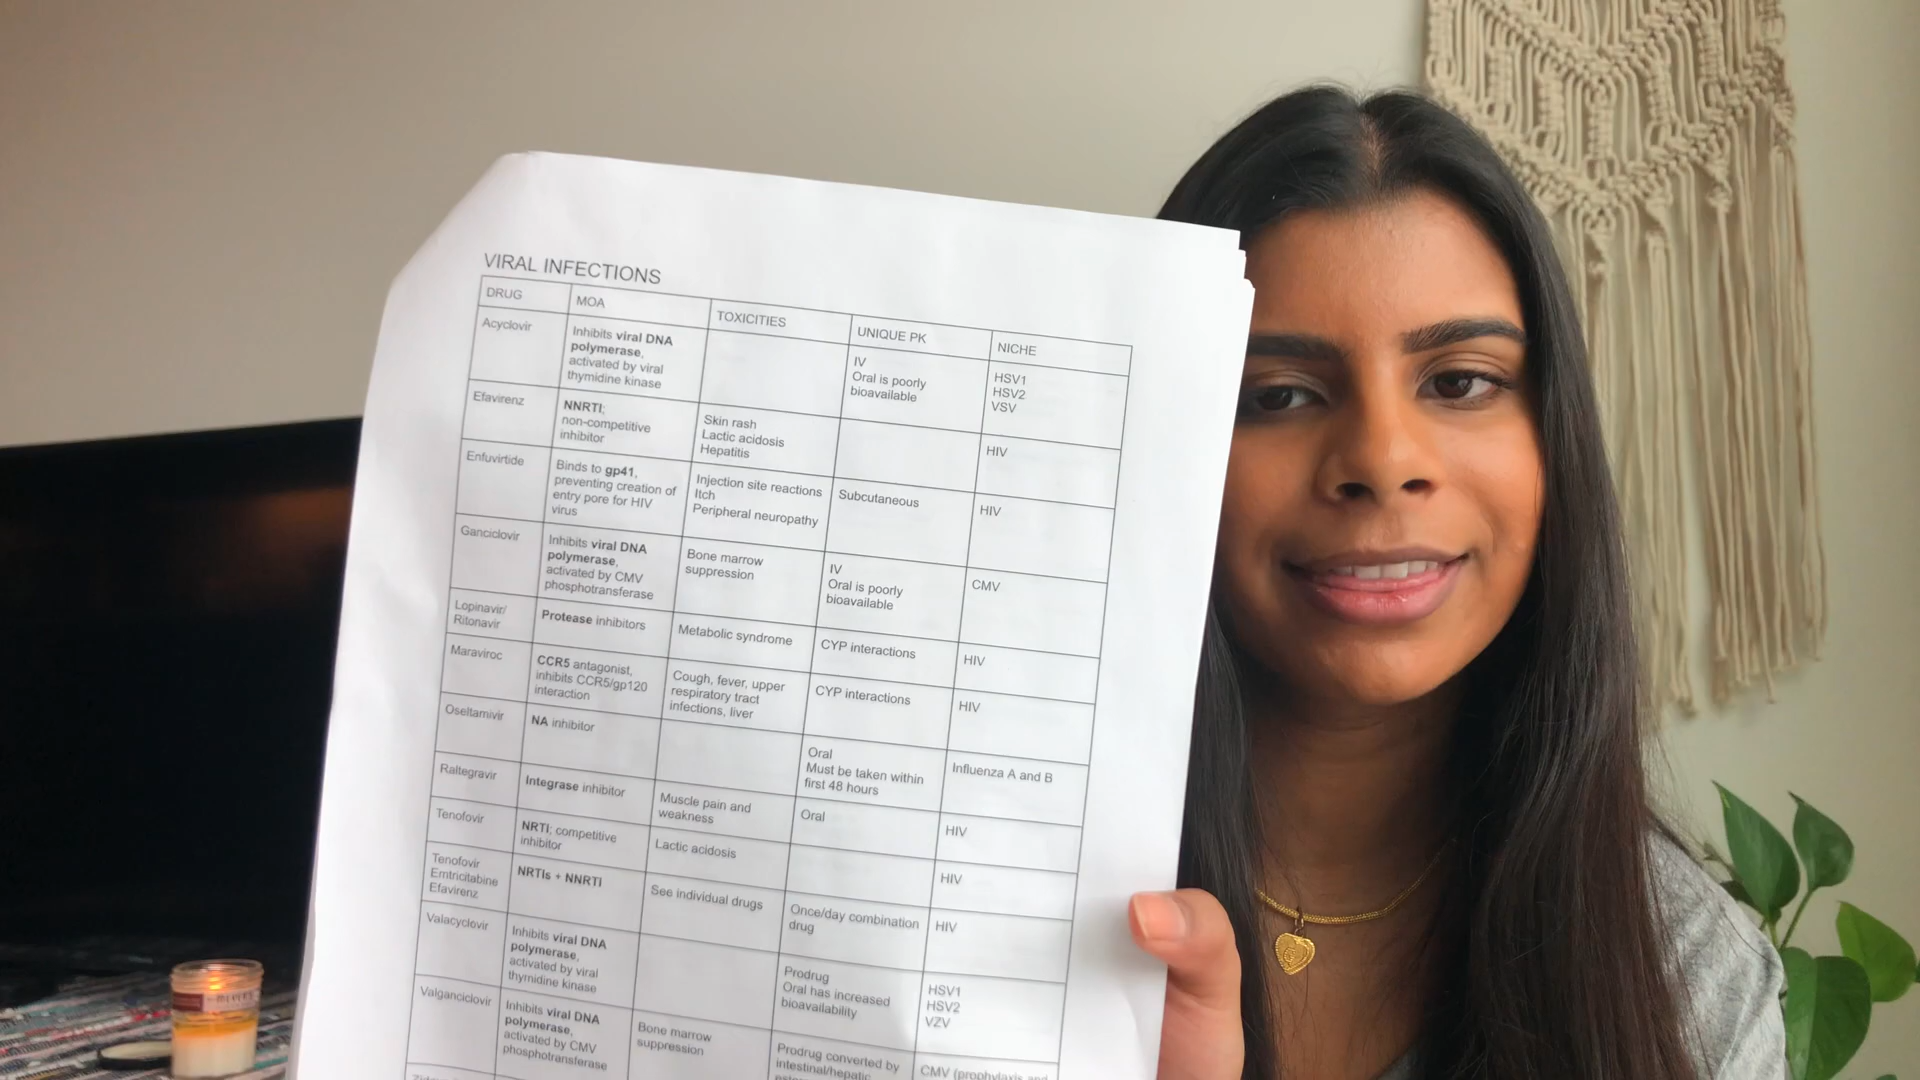 VIRAL INFECTIONS
DRUG
MOA
TOXICITIES
UNIQUE PK
NICHE
Acyclovir
Inhibits viral DNA
polymerase,
activated by viral
thymidine kinase
IV
Oral is poorly
bioavailable
HSV1
HSV2
VSV
Efavirenz
NNRTI;
non-competitive
inhibitor
Skin rash
Lactic acidosis
Hepatitis
HIV
Enfuvirtide
Binds to gp41,
preventing creation of
entry pore for HIV
virus
Injection site reactions
Itch
Peripheral neuropathy
Subcutaneous
HIV
Ganciclovir
Inhibits viral DNA
polymerase,
activated by CMV
phosphotransferase
Bone marrow
suppression
IV
Oral is poorly
bioavailable
CMV
Lopinavir/
Ritonavir
Protease inhibitors
Metabolic syndrome
CYP interactions
HIV
Maraviroc
CCR5 antagonist,
inhibits CCR5/gp120
interaction
Cough, fever, upper
respiratory tract
infections, liver
CYP interactions
HIV
Oseltamivir
NA inhibitor
Oral
Must be taken within
first 48 hours
Influenza A and B
Raltegravir
Integrase inhibitor
Muscle pain and
weakness
Oral
HIV
Tenofovir
NRTI; competitive
inhibitor
Lactic acidosis
HIV
Tenofovir
Emtricitabine
Efavirenz
NRTIs + NNRTI
See individual drugs
Once/day combination
drug
HIV
Valacyclovir
Inhibits viral DNA
polymerase,
activated by viral
thymidine kinase
Prodrug
Oral has increased
bioavailability
HSV1
HSV2
VZV
Valganciclovir
Inhibits viral DNA
polymerase,
activated by CMV
phosphotransferase
Bone marrow
suppression
Prodrug converted by
intestinal/hepatic
CMV (prophylaxis and